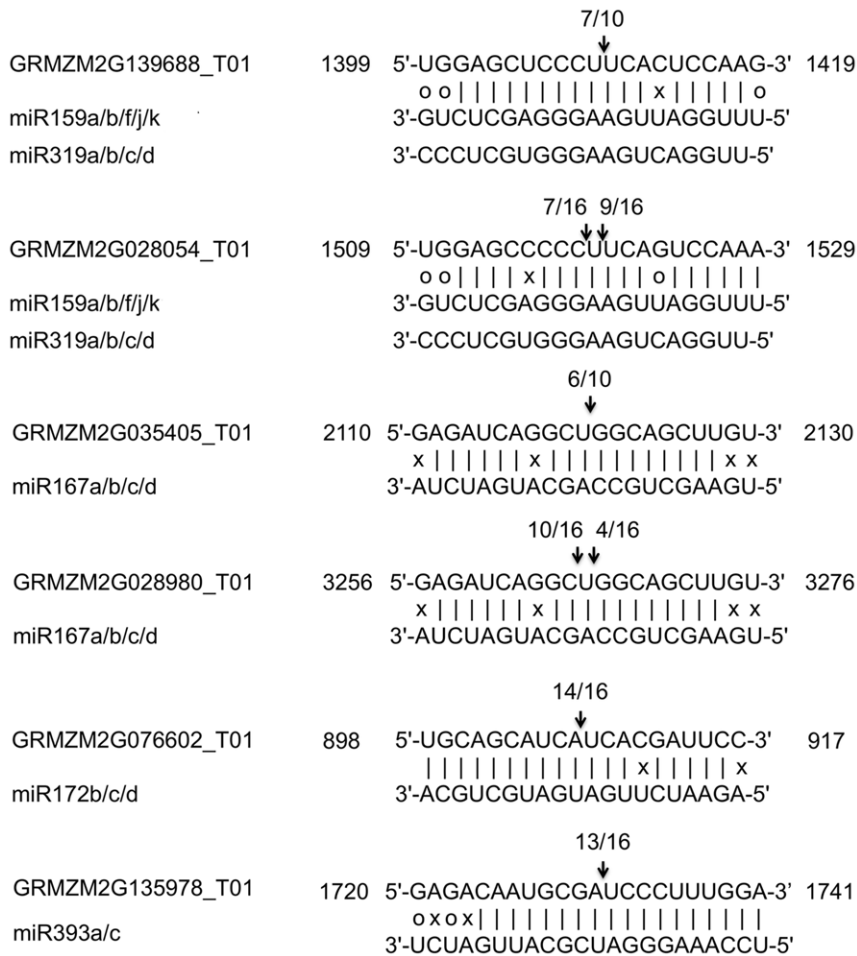 7/10
GRMZM2G139688_T01 1399 5'-UGGAGCUCCCUUCACUCCAAG-3' 1419
o o | | | | | | | | | | | | x | | | | | o
miR159a/b/f/j/k 3'-GUCUCGAGGGAAGUUAGGUUU-5'
miR319a/b/c/d 3'-CCCUCGUGGGAAGUCAGGUU-5'
7/16 9/16
GRMZM2G028054_T01 1509 5'-UGGAGCCCCCUUCAGUCCAAA-3' 1529
o o | | | | x | | | | | | | o | | | | | |
miR159a/b/f/j/k 3'-GUCUCGAGGGAAGUUAGGUUU-5'
miR319a/b/c/d 3'-CCCUCGUGGGAAGUCAGGUU-5'
6/10
GRMZM2G035405_T01 2110 5'-GAGAUCAGGCUGGCAGCUUGU-3' 2130
x | | | | | | x | | | | | | | | | | | x x
miR167a/b/c/d 3'-AUCUAGUACGACCGUCGAAGU-5'
10/16 4/16
GRMZM2G028980_T01 3256 5'-GAGAUCAGGCUGGCAGCUUGU-3' 3276
x | | | | | | x | | | | | | | | | | | x x
miR167a/b/c/d 3'-AUCUAGUACGACCGUCGAAGU-5'
14/16
GRMZM2G076602_T01 898 5'-UGCAGCAUCAUCACGAUUCC-3' 917
| | | | | | | | | | | | | x | | | | | x
miR172b/c/d 3'-ACGUCGUAGUAGUUCUAAGA-5'
13/16
GRMZM2G135978_T01 1720 5'-GAGACAAUGCGAUCCCUUUGGA-3’ 1741
o x o x | | | | | | | | | | | | | | | | | |
miR393a/c 3'-UCUAGUUACGCUAGGGAAACCU-5'